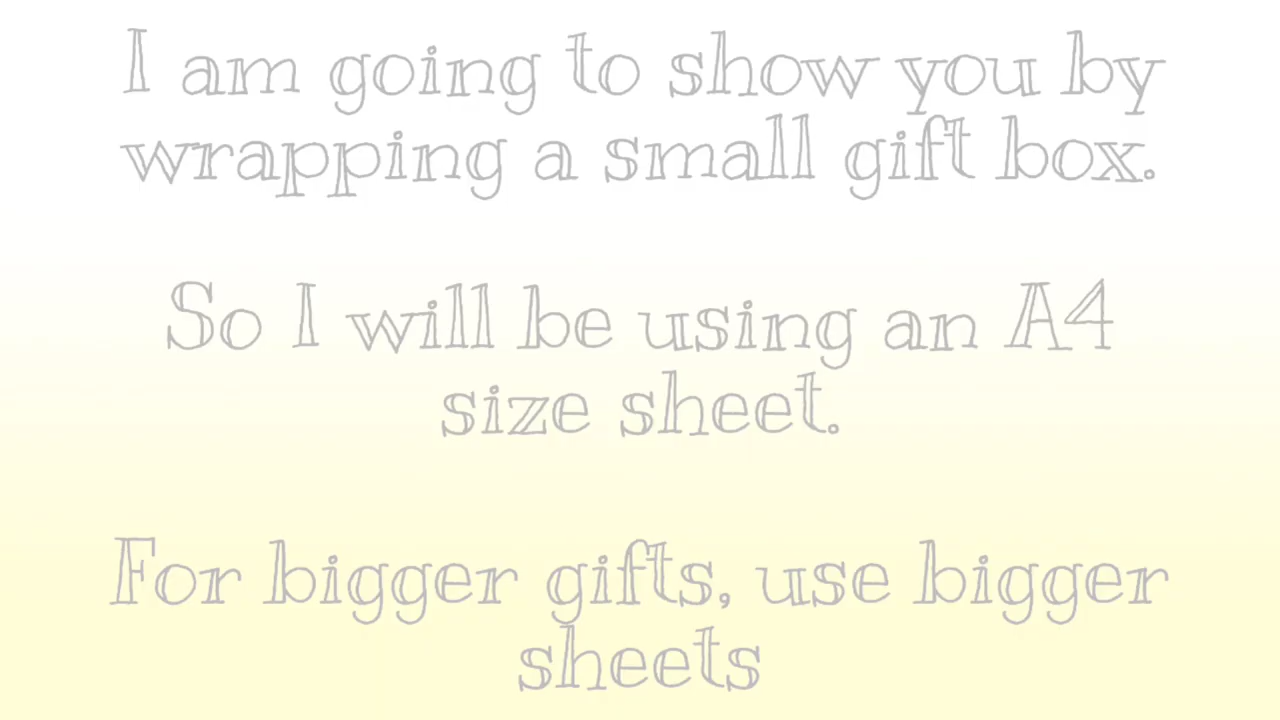 I am going to show you by
wrapping a small gift box.
So I will be using an A4
size sheet.
For bigger gifts, use bigger
sheets